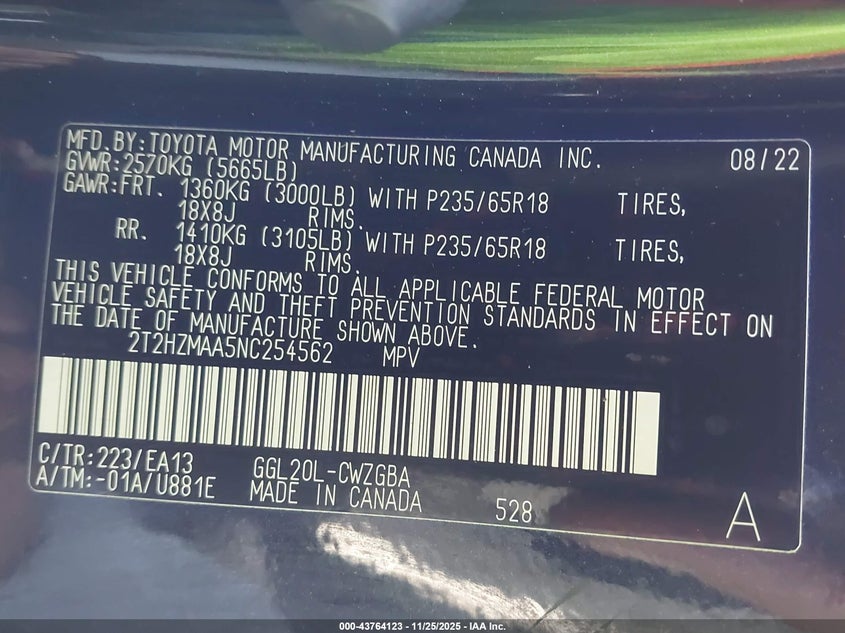 MFD.BY:TOYOTA MOTOR MANUFACTURING CANADA INC. 08/22
GVWR:2570KG (5665LB)
GAWR:FRT. 1360KG (3000LB) WITH P235/65R18 TIRES,
18X8J RIMS.
RR. 1410KG (3105LB) WITH P235/65R18 TIRES,
18X8J RIMS.
THIS VEHICLE CONFORMS TO ALL APPLICABLE FEDERAL MOTOR
VEHICLE SAFETY AND THEFT PREVENTION STANDARDS IN EFFECT ON
THE DATE OF MANUFACTURE SHOWN ABOVE.
2T2HZMAA5NC254562 MPV
C/TR:223/EA13 GGL20L-CWZGBA
A/TM:-01A/U881E MADE IN CANADA 528 A
000-43764123 - 11/25/2025 - IAA Inc.